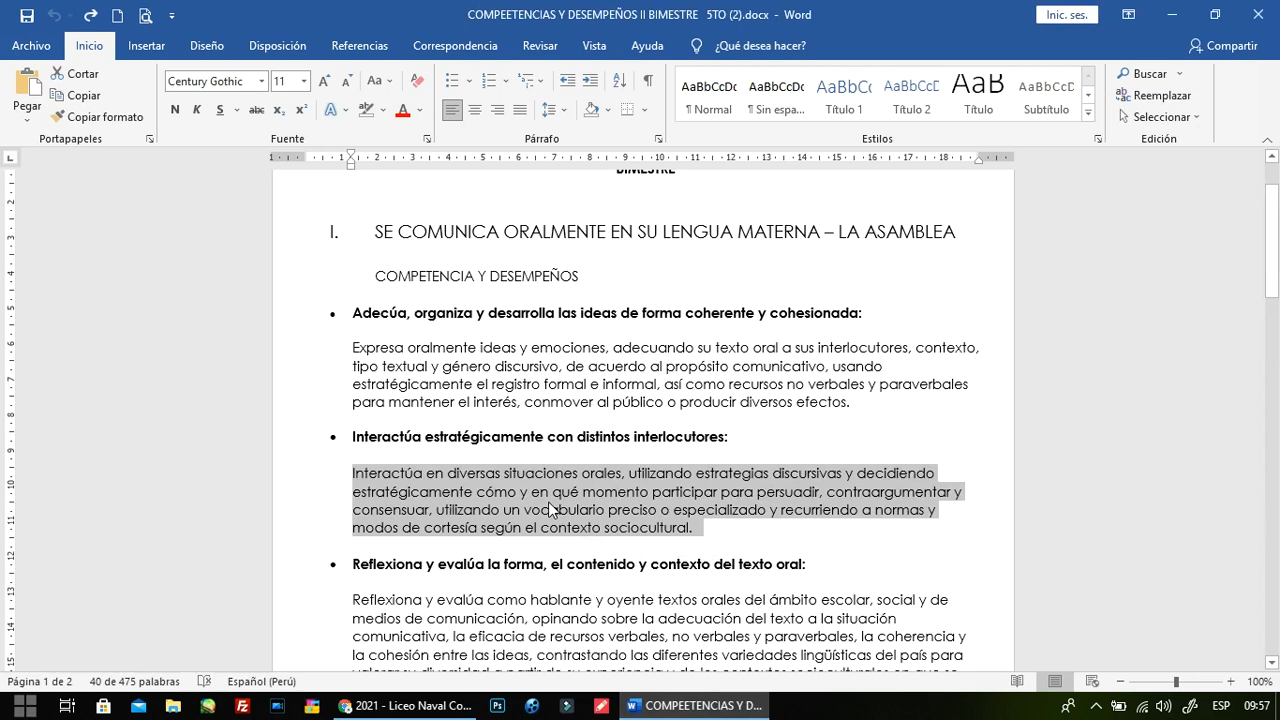 COMPEETENCIAS Y DESEMPEÑOS II BIMESTRE 5TO (2).docx - Word
Inic. ses.
Archivo Inicio Insertar Diseño Disposición Referencias Correspondencia Revisar Vista Ayuda ¿Qué desea hacer? Compartir
Pegar
Cortar
Copiar
Copiar formato
Portapapeles
Century Gothic 11
N K S abc x₂ x²
Fuente
Párrafo
AaBbCcDc AaBbCcDc AaBbCc AaBbCcE AaB AaBbCcD
¶ Normal ¶ Sin espa... Título 1 Título 2 Título Subtítulo
Estilos
Buscar
Reemplazar
Seleccionar
Edición
BIMESTRE
I. SE COMUNICA ORALMENTE EN SU LENGUA MATERNA – LA ASAMBLEA
COMPETENCIA Y DESEMPEÑOS
• Adecúa, organiza y desarrolla las ideas de forma coherente y cohesionada:
Expresa oralmente ideas y emociones, adecuando su texto oral a sus interlocutores, contexto,
tipo textual y género discursivo, de acuerdo al propósito comunicativo, usando
estratégicamente el registro formal e informal, así como recursos no verbales y paraverbales
para mantener el interés, conmover al público o producir diversos efectos.
• Interactúa estratégicamente con distintos interlocutores:
Interactúa en diversas situaciones orales, utilizando estrategias discursivas y decidiendo
estratégicamente cómo y en qué momento participar para persuadir, contraargumentar y
consensuar, utilizando un vocabulario preciso o especializado y recurriendo a normas y
modos de cortesía según el contexto sociocultural.
• Reflexiona y evalúa la forma, el contenido y contexto del texto oral:
Reflexiona y evalúa como hablante y oyente textos orales del ámbito escolar, social y de
medios de comunicación, opinando sobre la adecuación del texto a la situación
comunicativa, la eficacia de recursos verbales, no verbales y paraverbales, la coherencia y
la cohesión entre las ideas, contrastando las diferentes variedades lingüísticas del país para
Página 1 de 2 40 de 475 palabras Español (Perú) 100%
2021 - Liceo Naval Co... COMPEETENCIAS Y D... ESP 09:57